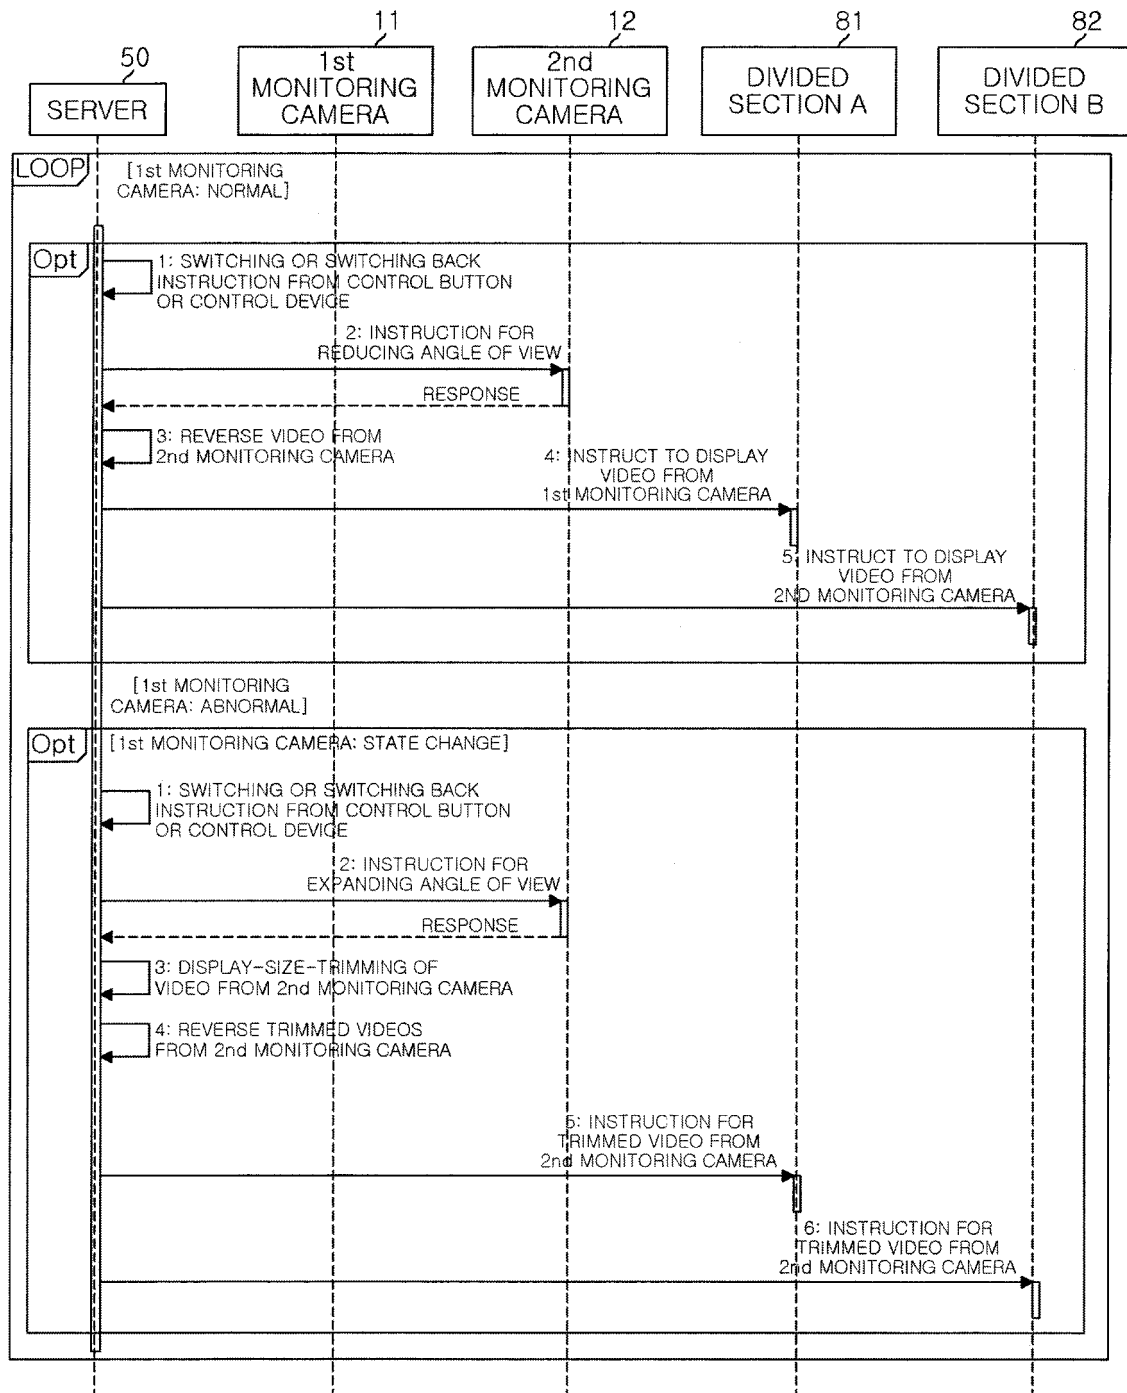 11
12
81
82
50
SERVER
1st
MONITORING
CAMERA
2nd
MONITORING
CAMERA
DIVIDED
SECTION A
DIVIDED
SECTION B
LOOP
[1st MONITORING
CAMERA: NORMAL]
Opt
1: SWITCHING OR SWITCHING BACK
INSTRUCTION FROM CONTROL BUTTON
OR CONTROL DEVICE
2: INSTRUCTION FOR
REDUCING ANGLE OF VIEW
RESPONSE
3: REVERSE VIDEO FROM
2nd MONITORING CAMERA
4: INSTRUCT TO DISPLAY
VIDEO FROM
1st MONITORING CAMERA
5: INSTRUCT TO DISPLAY
VIDEO FROM
2ND MONITORING CAMERA
[1st MONITORING
CAMERA: ABNORMAL]
Opt
[1st MONITORING CAMERA: STATE CHANGE]
1: SWITCHING OR SWITCHING BACK
INSTRUCTION FROM CONTROL BUTTON
OR CONTROL DEVICE
2: INSTRUCTION FOR
EXPANDING ANGLE OF VIEW
RESPONSE
3: DISPLAY-SIZE-TRIMMING OF
VIDEO FROM 2nd MONITORING CAMERA
4: REVERSE TRIMMED VIDEOS
FROM 2nd MONITORING CAMERA
5: INSTRUCTION FOR
TRIMMED VIDEO FROM
2nd MONITORING CAMERA
6: INSTRUCTION FOR
TRIMMED VIDEO FROM
2nd MONITORING CAMERA